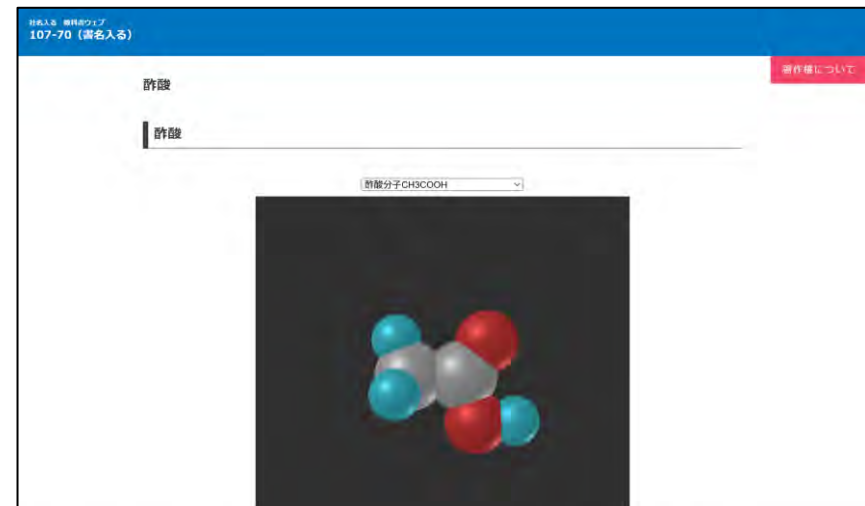 社名入る 教科書ウェブ
107-70（書名入る）
著作権について
酢酸
酢酸
酢酸分子CH3COOH